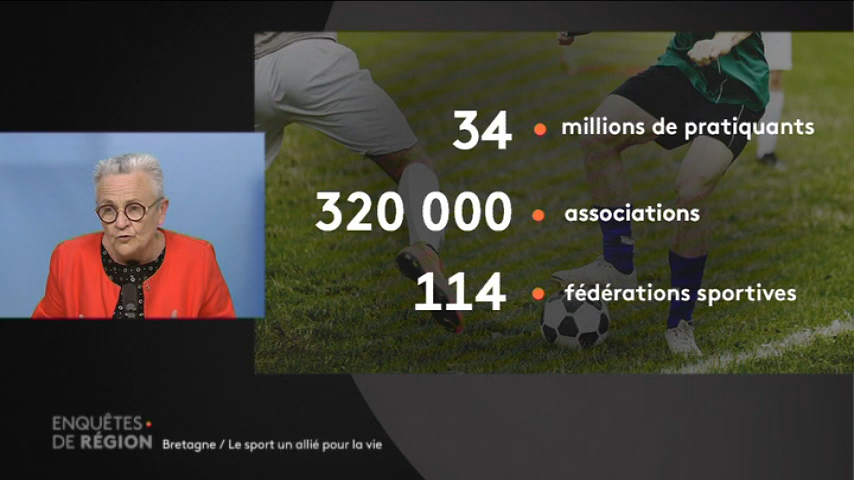 34 • millions de pratiquants
320 000 • associations
114 • fédérations sportives
ENQUÊTES•
DE RÉGION Bretagne / Le sport un allié pour la vie